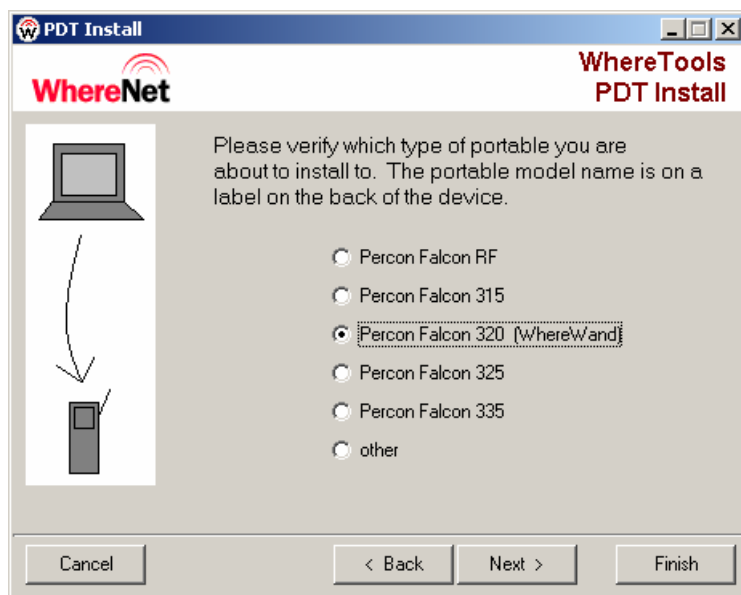 PDT Install
WhereNet
WhereTools
PDT Install
Please verify which type of portable you are
about to install to. The portable model name is on a
label on the back of the device.
Percon Falcon RF
Percon Falcon 315
Percon Falcon 320 (WhereWand)
Percon Falcon 325
Percon Falcon 335
other
Cancel
< Back
Next >
Finish